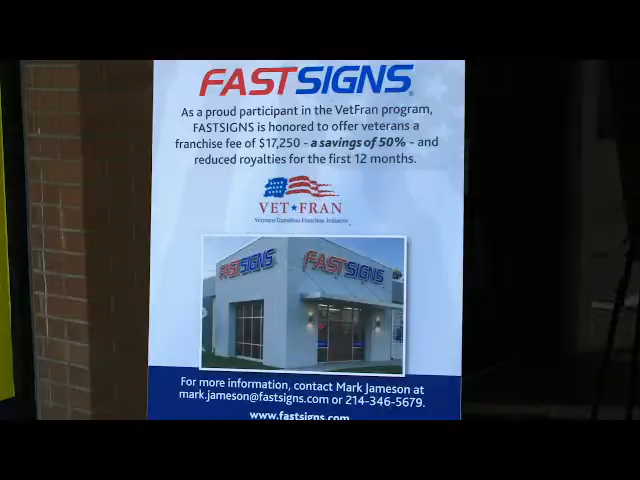 FASTSIGNS
As a proud participant in the VetFran program,
FASTSIGNS is honored to offer veterans a
franchise fee of $17,250 - a savings of 50% - and
reduced royalties for the first 12 months.
VET★FRAN
Veterans Transition Franchise Initiative
FASTSIGNS FASTSIGNS
For more information, contact Mark Jameson at
mark.jameson@fastsigns.com or 214-346-5679.
www.fastsigns.com